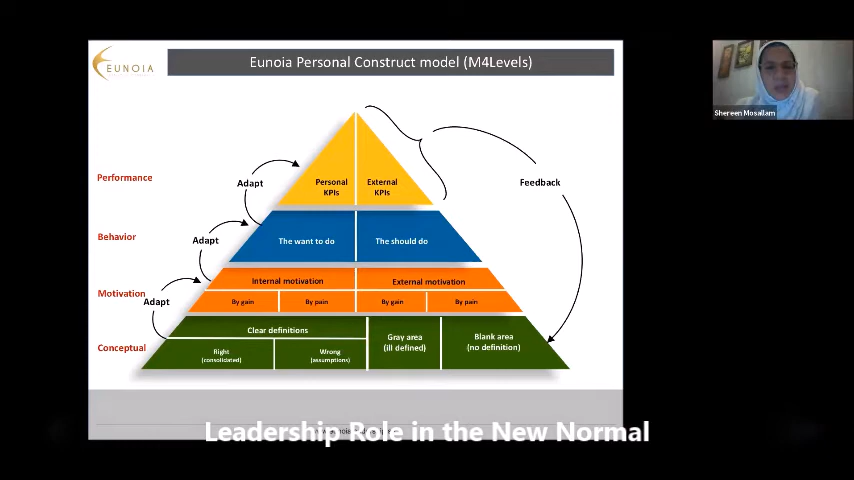 EUNOIA
Eunoia Personal Construct model (M4Levels)
Shereen Mosallam
Performance
Adapt
Personal
KPIs
External
KPIs
Feedback
Behavior
Adapt
The want to do
The should do
Motivation
Adapt
Internal motivation
External motivation
By gain
By pain
By gain
By pain
Conceptual
Clear definitions
Right
(consolidated)
Wrong
(assumptions)
Gray area
(ill defined)
Blank area
(no definition)
Leadership Role in the New Normal